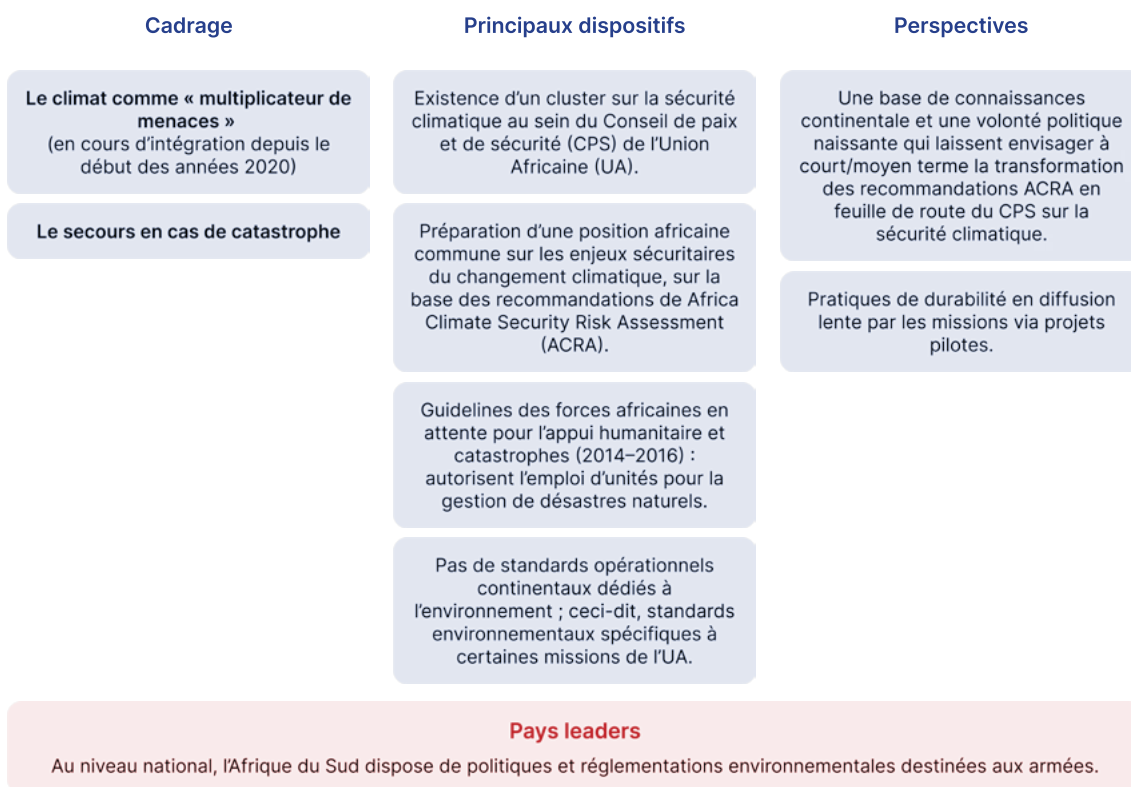 Cadrage
Le climat comme « multiplicateur de
menaces »
(en cours d’intégration depuis le
début des années 2020)
Le secours en cas de catastrophe
Principaux dispositifs
Existence d’un cluster sur la sécurité
climatique au sein du Conseil de paix
et de sécurité (CPS) de l’Union
Africaine (UA).
Préparation d’une position africaine
commune sur les enjeux sécuritaires
du changement climatique, sur la
base des recommandations de Africa
Climate Security Risk Assessment
(ACRA).
Guidelines des forces africaines en
attente pour l’appui humanitaire et
catastrophes (2014–2016) :
autorisent l’emploi d’unités pour la
gestion de désastres naturels.
Pas de standards opérationnels
continentaux dédiés à
l’environnement ; ceci-dit, standards
environnementaux spécifiques à
certaines missions de l’UA.
Perspectives
Une base de connaissances
continentale et une volonté politique
naissante qui laissent envisager à
court/moyen terme la transformation
des recommandations ACRA en
feuille de route du CPS sur la
sécurité climatique.
Pratiques de durabilité en diffusion
lente par les missions via projets
pilotes.
Pays leaders
Au niveau national, l’Afrique du Sud dispose de politiques et réglementations environnementales destinées aux armées.